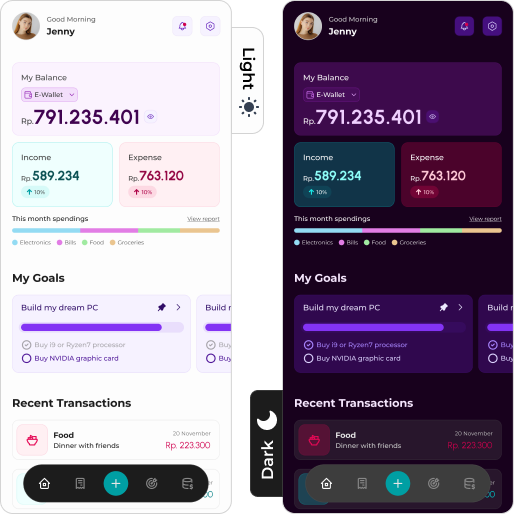 Good Morning
Jenny
My Balance
E-Wallet
Rp.791.235.401
Income
Rp.589.234
10%
Expense
Rp.763.120
10%
This month spendings
View report
Electronics
Bills
Food
Groceries
My Goals
Build my dream PC
Buy i9 or Ryzen7 processor
Buy NVIDIA graphic card
Build
Buy
Buy
Recent Transactions
Food
Dinner with friends
20 November
Rp. 223.300
Light
Dark
Good Morning
Jenny
My Balance
E-Wallet
Rp.791.235.401
Income
Rp.589.234
10%
Expense
Rp.763.120
10%
This month spendings
View report
Electronics
Bills
Food
Groceries
My Goals
Build my dream PC
Buy i9 or Ryzen7 processor
Buy NVIDIA graphic card
Build
Buy
Buy
Recent Transactions
Food
Dinner with friends
20 November
Rp. 223.300